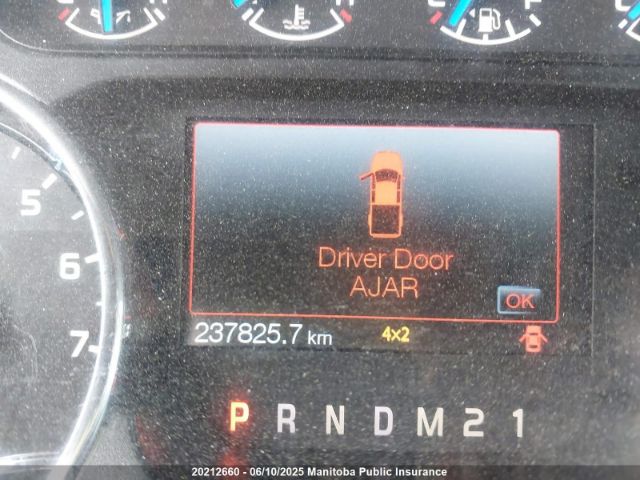 H
H
E
F
5
6
7
Driver Door
AJAR
OK
237825.7 km
4x2
P R N D M 2 1
20212660 - 06/10/2025 Manitoba Public Insurance